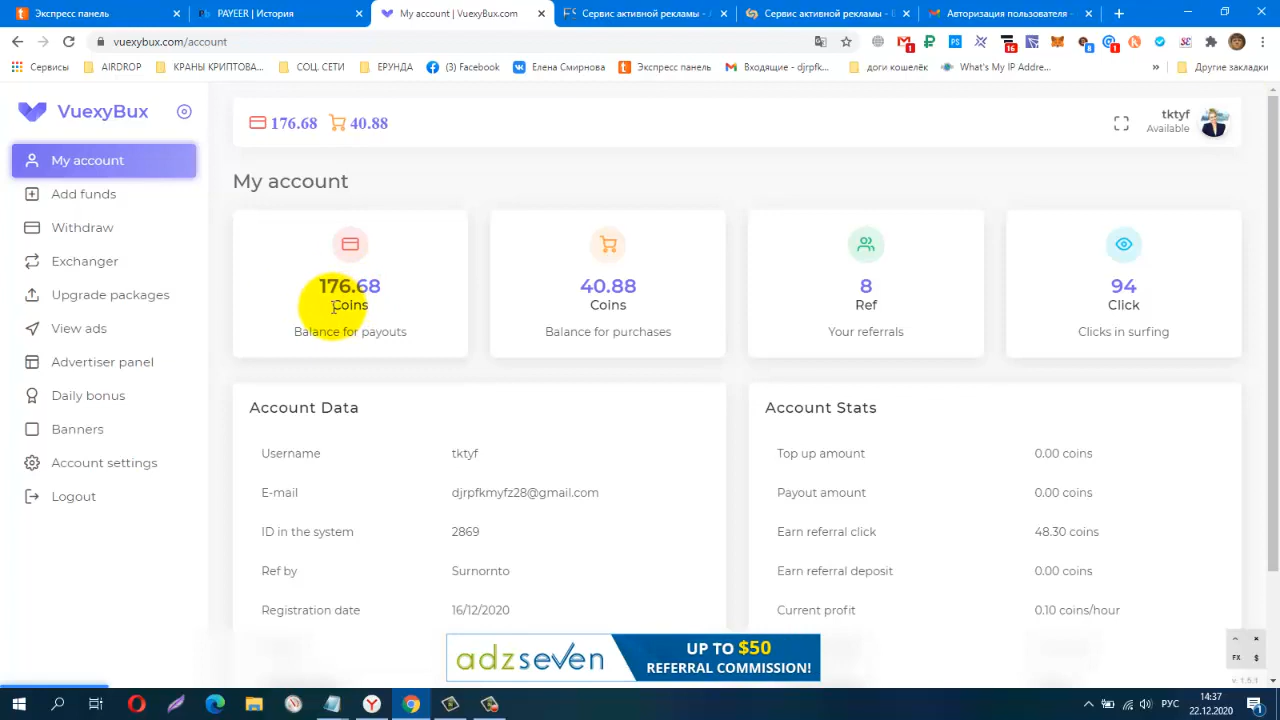 Экспресс панель
PAYEER | История
My account | VuexyBux.com
Сервис активной рекламы -
Сервис активной рекламы -
Авторизация пользователя -
vuexybux.com/account
Сервисы
AIRDROP
КРАНЫ КРИПТОВА...
СОЦ. СЕТИ
ЕРУНДА
(3) Facebook
Елена Смирнова
Экспресс панель
Входящие - djrpfk...
доги кошелёк
What's My IP Addre...
»
Другие закладки
VuexyBux
176.68 40.88
tktyf
Available
My account
Add funds
Withdraw
Exchanger
Upgrade packages
View ads
Advertiser panel
Daily bonus
Banners
Account settings
Logout
My account
176.68
Coins
Balance for payouts
40.88
Coins
Balance for purchases
8
Ref
Your referrals
94
Click
Clicks in surfing
Account Data
Username tktyf
E-mail djrpfkmyfz28@gmail.com
ID in the system 2869
Ref by Surnornto
Registration date 16/12/2020
Account Stats
Top up amount 0.00 coins
Payout amount 0.00 coins
Earn referral click 48.30 coins
Earn referral deposit 0.00 coins
Current profit 0.10 coins/hour
adzseven
UP TO $50
REFERRAL COMMISSION!
FX $
v. 1.5.1
РУС
14:37
22.12.2020